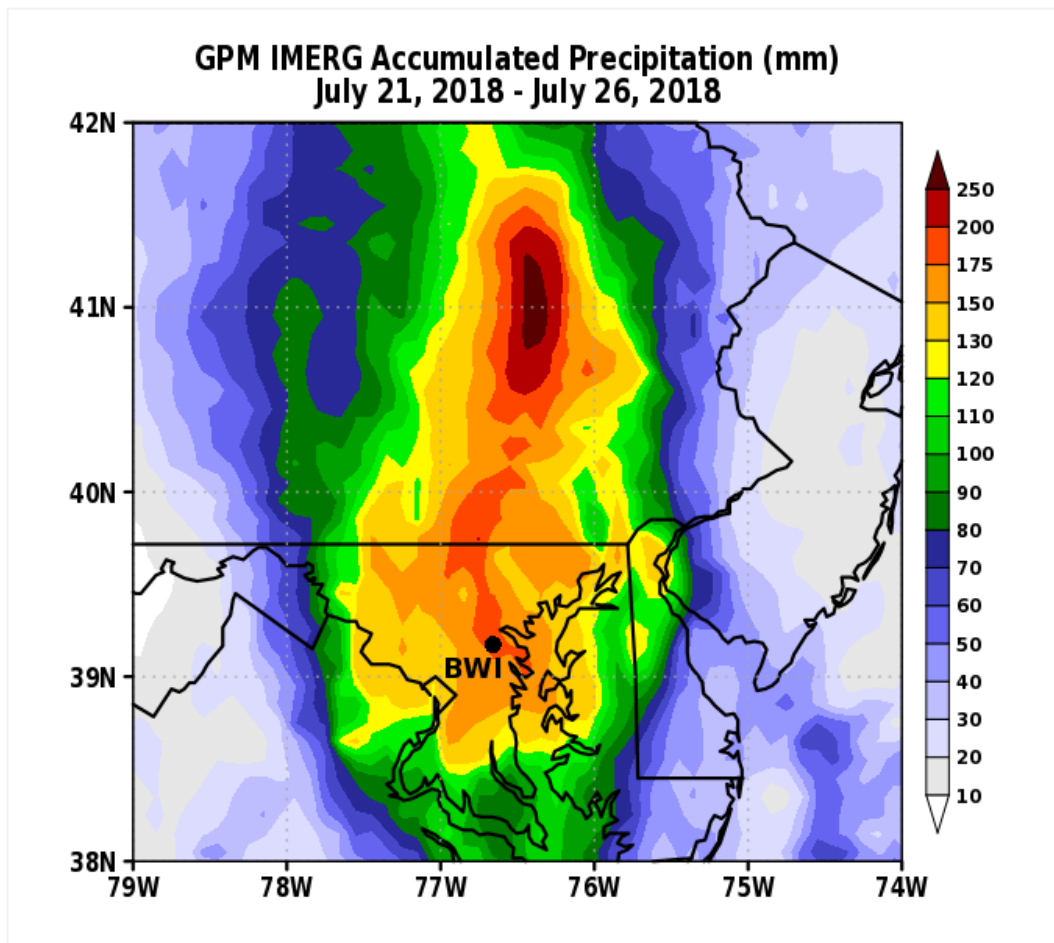 GPM IMERG Accumulated Precipitation (mm)
July 21, 2018 - July 26, 2018
42N
41N
40N
39N
38N
79W
78W
77W
76W
75W
74W
BWI
250
200
175
150
130
120
110
100
90
80
70
60
50
40
30
20
10